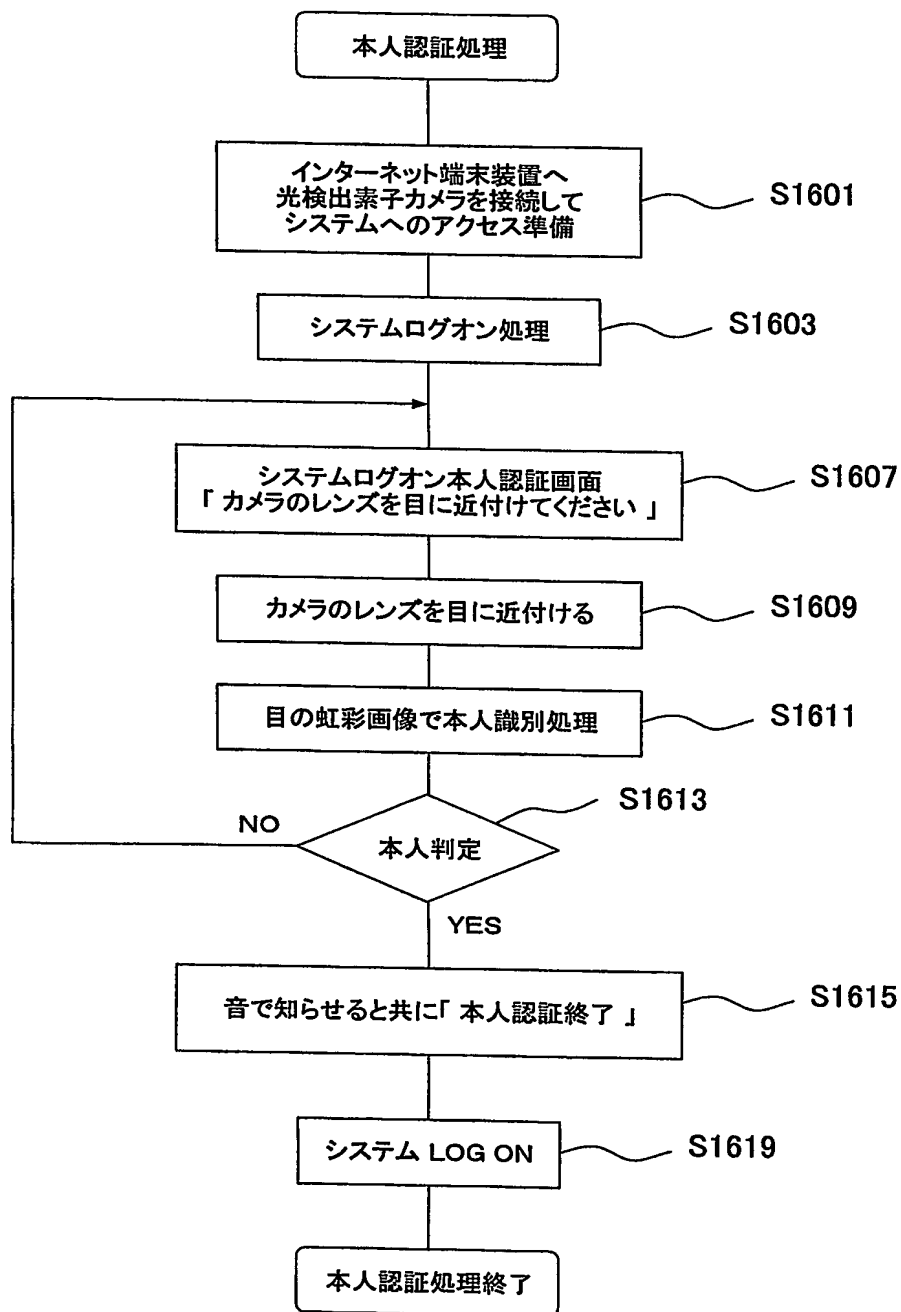 本人認証処理
インターネット端末装置へ
光検出素子カメラを接続して
システムへのアクセス準備
S1601
システムログオン処理
S1603
システムログオン本人認証画面
「 カメラのレンズを目に近付けてください 」
S1607
カメラのレンズを目に近付ける
S1609
目の虹彩画像で本人識別処理
S1611
本人判定
S1613
NO
YES
音で知らせると共に「 本人認証終了 」
S1615
システム LOG ON
S1619
本人認証処理終了